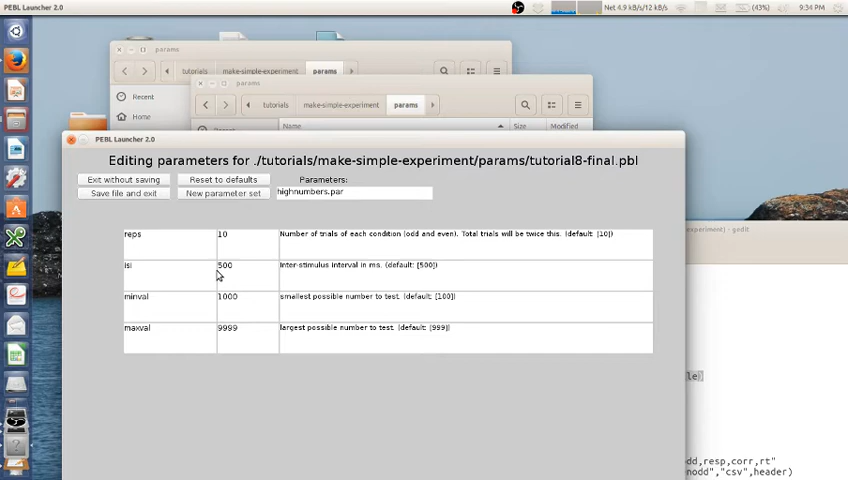 PEBL Launcher 2.0
Net 4.9 kB/s/12 kB/s (43%) 9:34 PM
params
tutorials make-simple-experiment params
params
Recent
tutorials make-simple-experiment params
Home
Name Size Modified
PEBL Launcher 2.0
Editing parameters for ./tutorials/make-simple-experiment/params/tutorial8-final.pbl
Exit without saving Reset to defaults Parameters:
Save file and exit New parameter set highnumbers.par
experiment) - gedit
reps 10 Number of trials of each condition (odd and even). Total trials will be twice this. (default: [10])
isi 500 Inter-stimulus interval in ms. (default: [500])
minval 1000 smallest possible number to test. (default: [100])
maxval 9999 largest possible number to test. (default: [999])
le)
odd,resp,corr,rt"
nodd","csv",header)